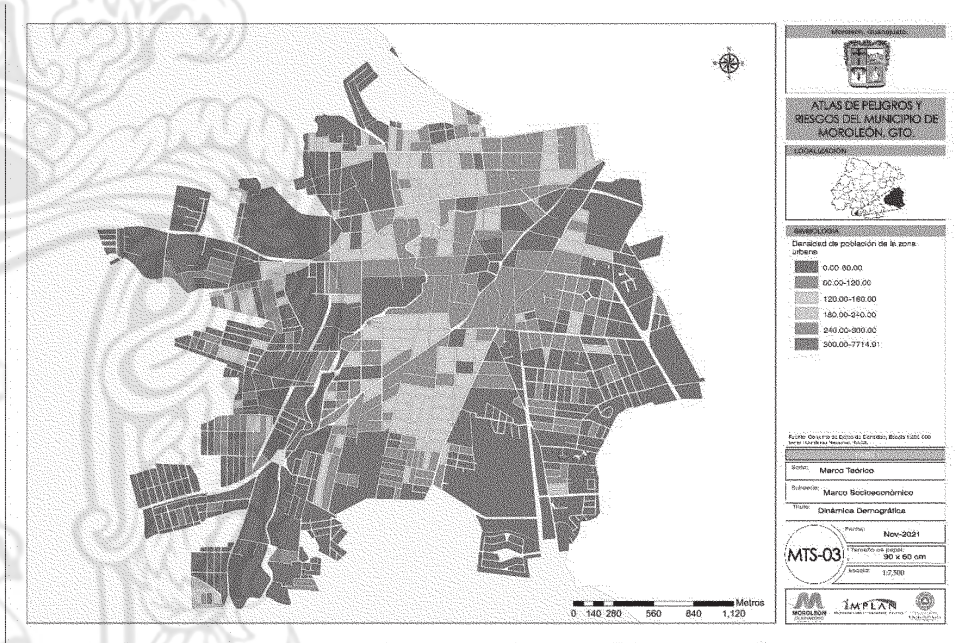 Moroleón, Guanajuato.
ATLAS DE PELIGROS Y
RIESGOS DEL MUNICIPIO DE
MOROLEÓN, GTO.
LOCALIZACIÓN
SIMBOLOGÍA
Densidad de población de la zona
urbana
0.00-60.00
60.00-120.00
120.00-180.00
180.00-240.00
240.00-300.00
300.00-7714.91
Marco Teórico
Marco Socioeconómico
Título:
Dinámica Demográfica
MTS-03
Fecha:
Nov-2021
Tamaño de papel:
90 x 60 cm
Escala:
1:7,500
MOROLEÓN
IMPLAN
Metros
0 140 280 560 840 1,120